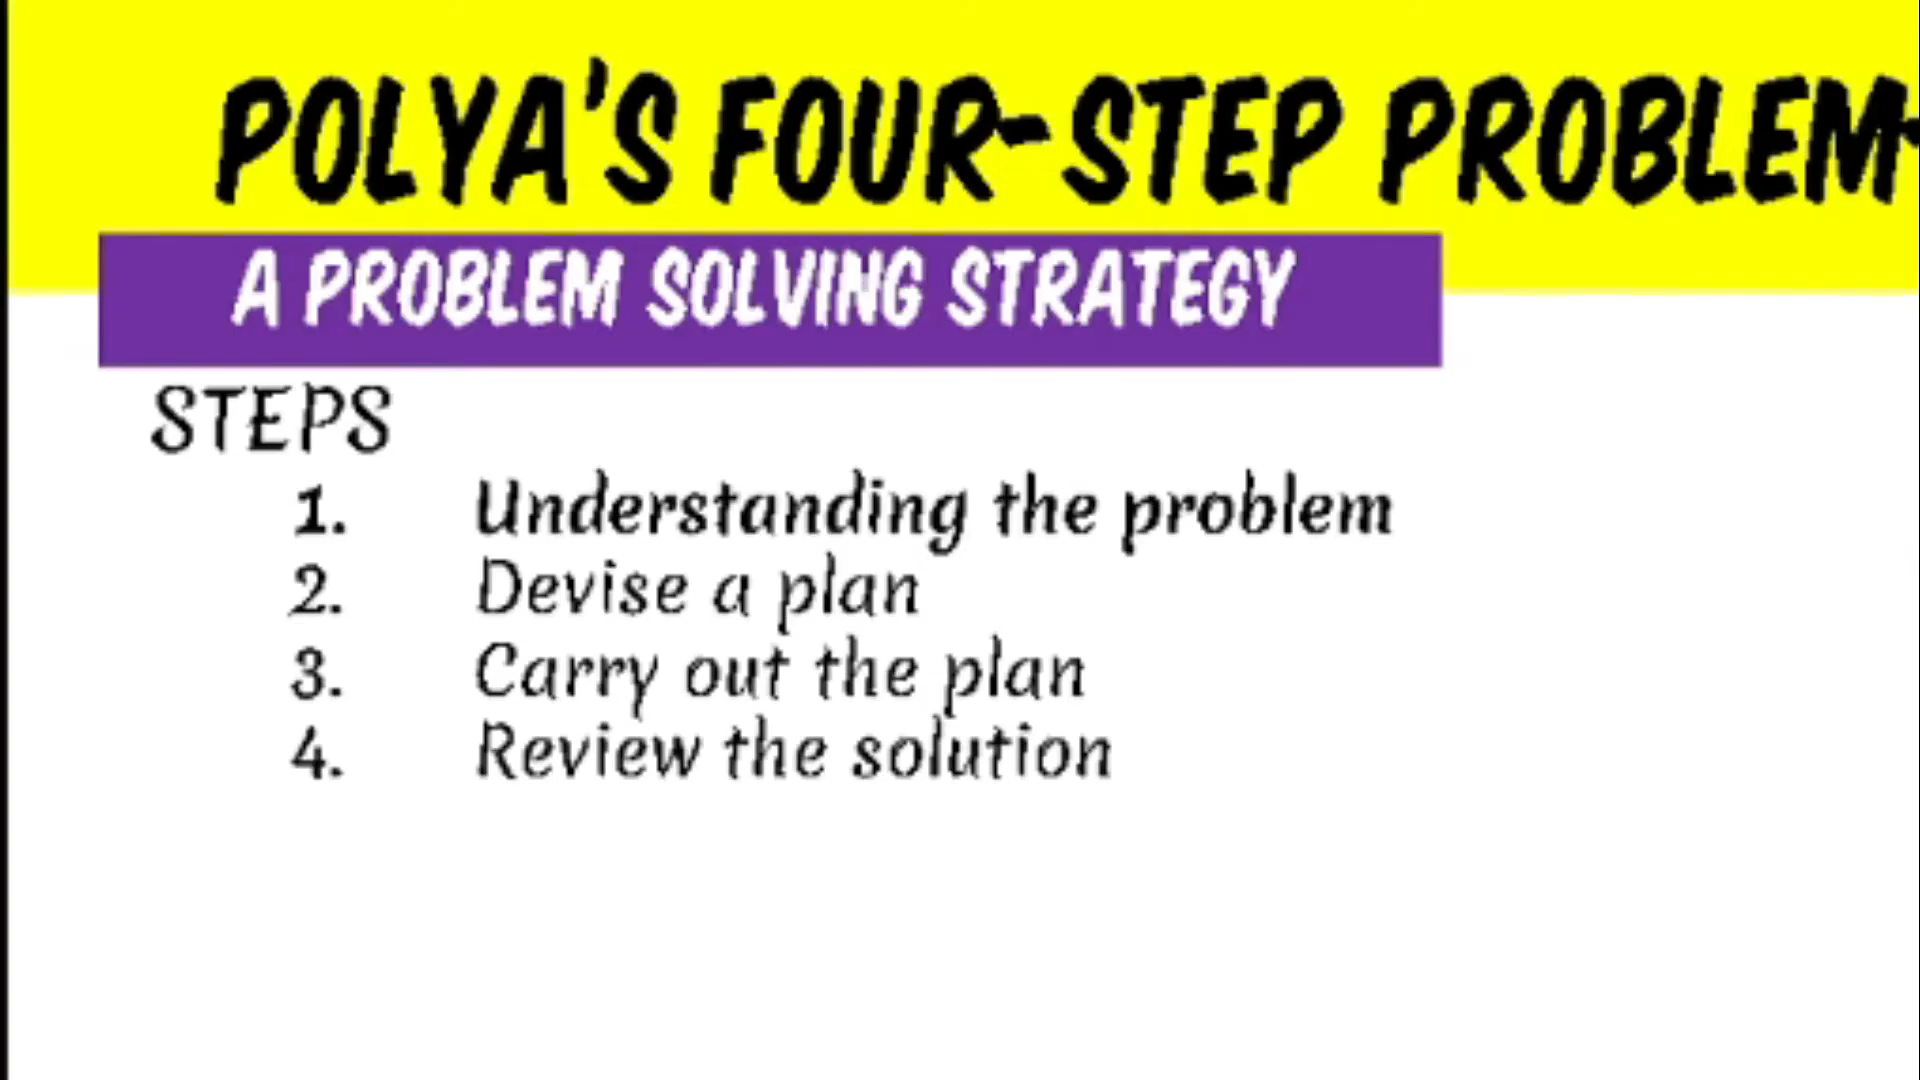 POLYA'S FOUR-STEP PROBLEM-
A PROBLEM SOLVING STRATEGY
STEPS
1. Understanding the problem
2. Devise a plan
3. Carry out the plan
4. Review the solution